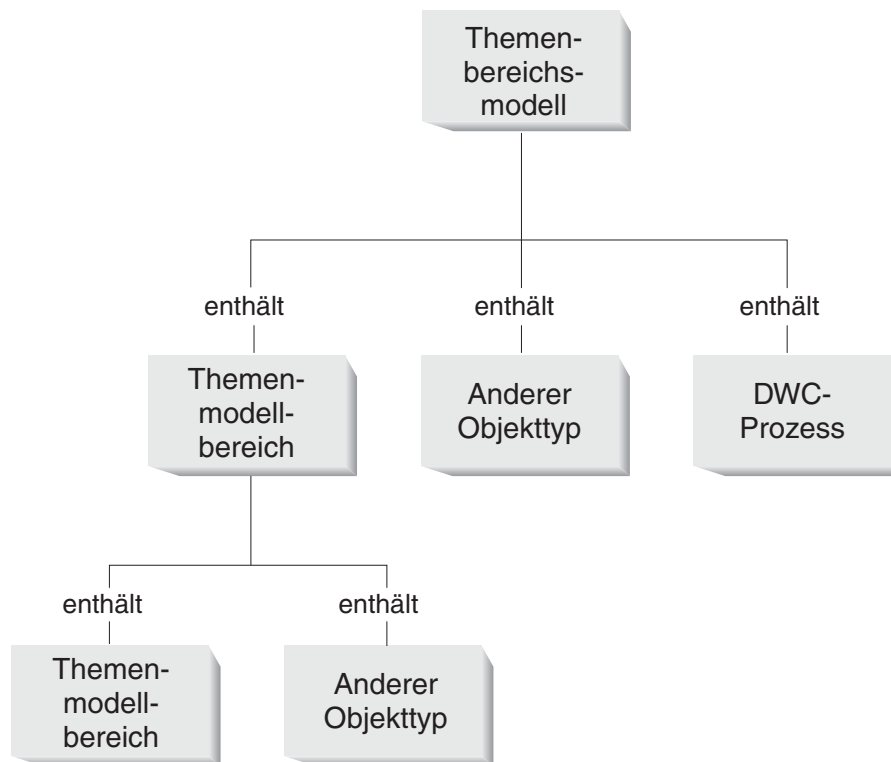 Themen-
bereichs-
modell
enthält
enthält
enthält
Themen-
modell-
bereich
Anderer
Objekttyp
DWC-
Prozess
enthält
enthält
Themen-
modell-
bereich
Anderer
Objekttyp